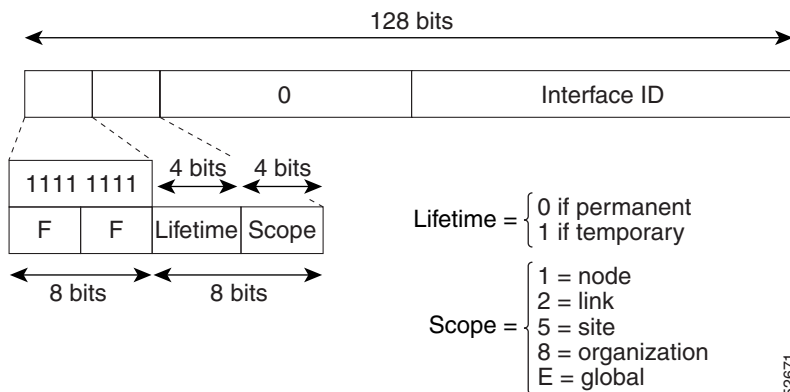 128 bits
0 Interface ID
4 bits 4 bits
1111 1111
F F Lifetime Scope
8 bits 8 bits
Lifetime = 0 if permanent
1 if temporary
Scope = 1 = node
2 = link
5 = site
8 = organization
E = global